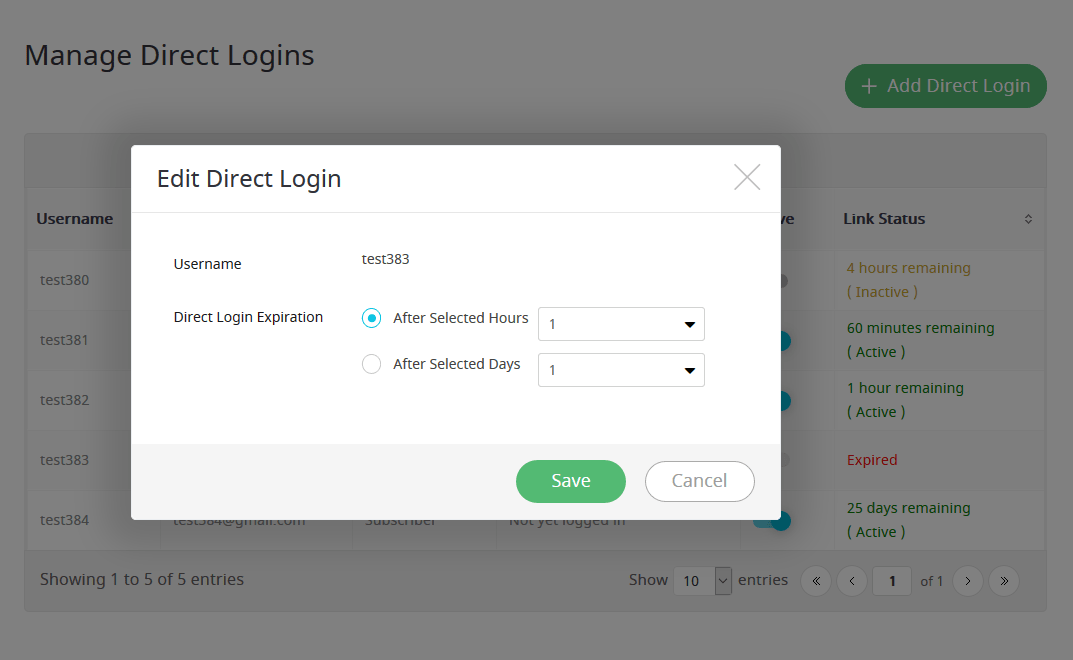 Manage Direct Logins
Add Direct Login
Edit Direct Login
Username
ve
Link Status
Username
test383
test380
4 hours remaining
( Inactive )
Direct Login Expiration
After Selected Hours
1
test381
60 minutes remaining
( Active )
After Selected Days
1
test382
1 hour remaining
( Active )
test383
Expired
Save
Cancel
test384
test384@gmail.com
Subscriber
Not yet logged in
25 days remaining
( Active )
Showing 1 to 5 of 5 entries
Show 10 entries
« ‹ 1 of 1 › »